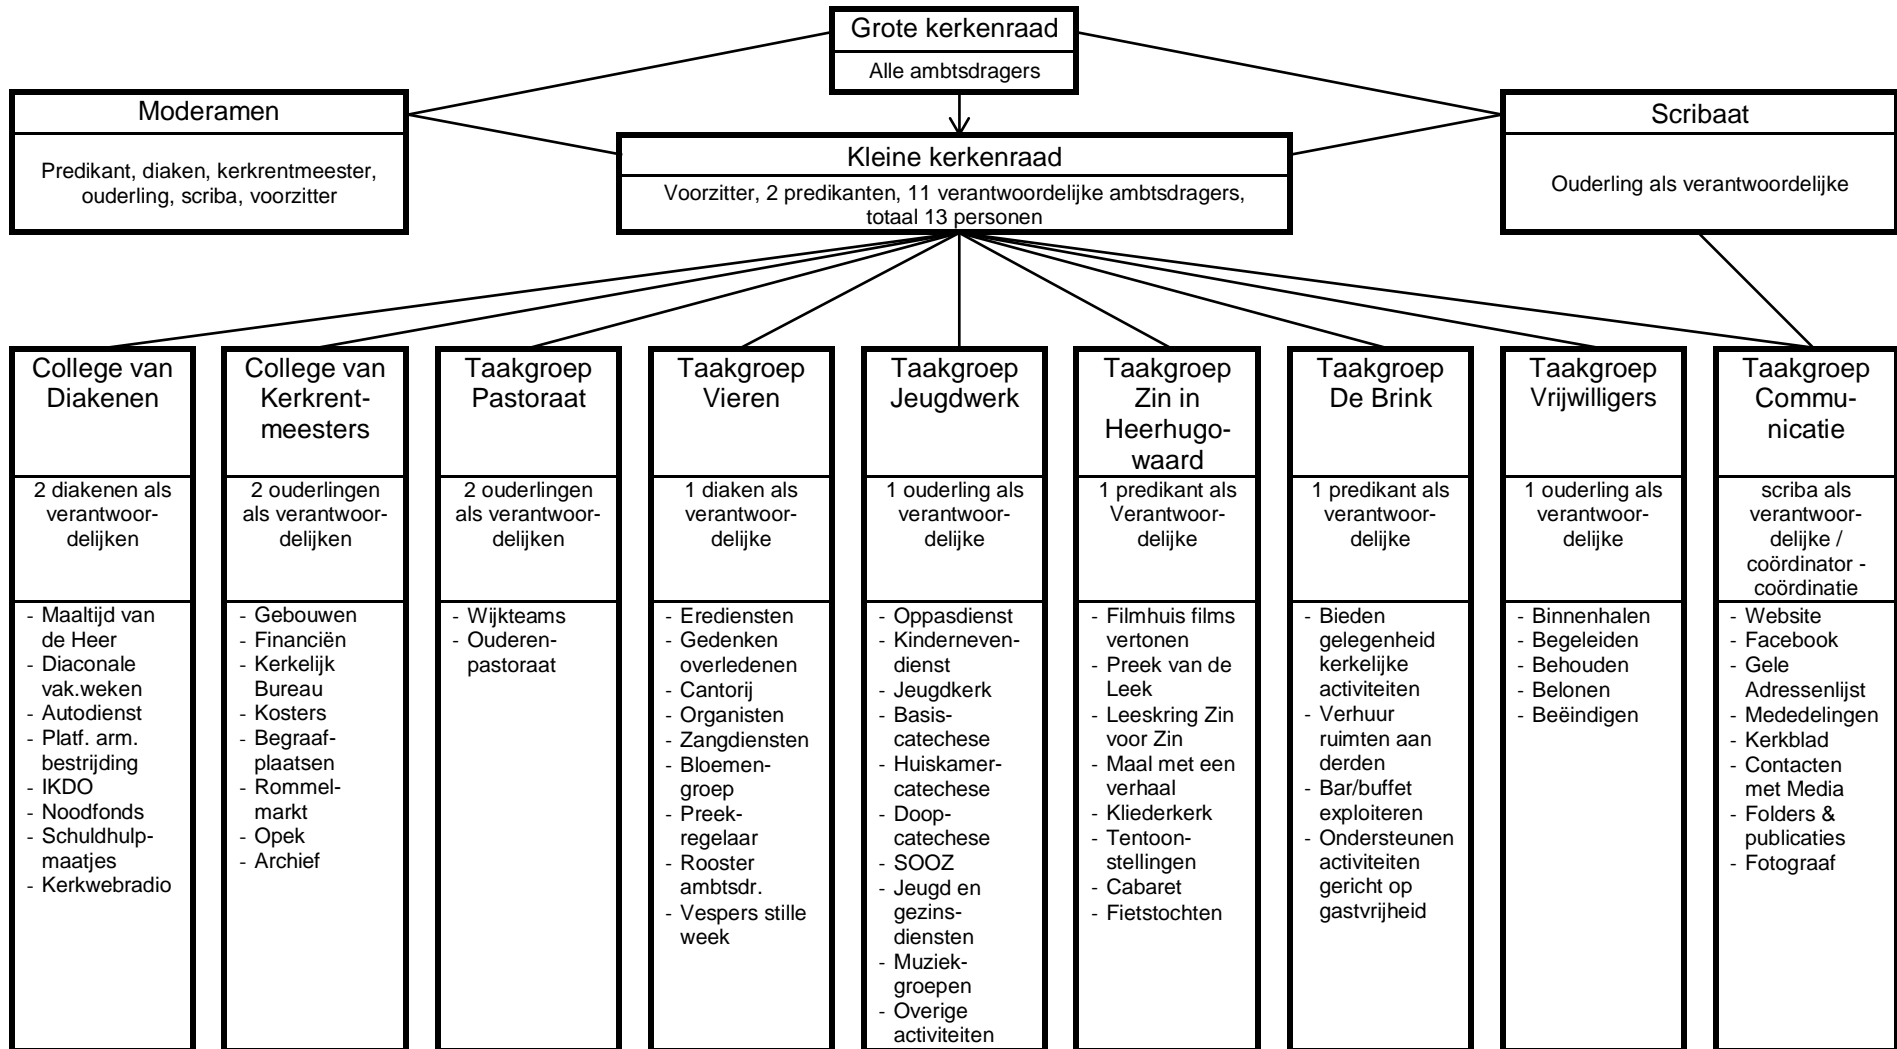 Grote kerkenraad
Alle ambtsdragers
Moderamen
Predikant, diaken, kerkrentmeester,
ouderling, scriba, voorzitter
Kleine kerkenraad
Voorzitter, 2 predikanten, 11 verantwoordelijke ambtsdragers,
totaal 13 personen
Scribaat
Ouderling als verantwoordelijke
College van
Diakenen
2 diakenen als
verantwoor-
delijken
- Maaltijd van
de Heer
- Diaconale
vak.weken
- Autodienst
- Platf. arm.
bestrijding
- IKDO
- Noodfonds
- Schuldhulp-
maatjes
- Kerkwebradio
College van
Kerkrent-
meesters
2 ouderlingen
als verantwoor-
delijken
- Gebouwen
- Financiën
- Kerkelijk
Bureau
- Kosters
- Begraaf-
plaatsen
- Rommel-
markt
- Opek
- Archief
Taakgroep
Pastoraat
2 ouderlingen
als verantwoor-
delijken
- Wijkteams
- Ouderen-
pastoraat
Taakgroep
Vieren
1 diaken als
verantwoor-
delijke
- Erediensten
- Gedenken
overledenen
- Cantorij
- Organisten
- Zangdiensten
- Bloemen-
groep
- Preek-
regelaar
- Rooster
ambtsdr.
- Vespers stille
week
Taakgroep
Jeugdwerk
1 ouderling als
verantwoor-
delijke
- Oppasdienst
- Kinderneven-
dienst
- Jeugdkerk
- Basis-
catechese
- Huiskamer-
catechese
- Doop-
catechese
- SOOZ
- Jeugd en
gezins-
diensten
- Muziek-
groepen
- Overige
activiteiten
Taakgroep
Zin in
Heerhugo-
waard
1 predikant als
Verantwoor-
delijke
- Filmhuis films
vertonen
- Preek van de
Leek
- Leeskring Zin
voor Zin
- Maal met een
verhaal
- Kliederkerk
- Tentoon-
stellingen
- Cabaret
- Fietstochten
Taakgroep
De Brink
1 predikant als
verantwoor-
delijke
- Bieden
gelegenheid
kerkelijke
activiteiten
- Verhuur
ruimten aan
derden
- Bar/buffet
exploiteren
- Ondersteunen
activiteiten
gericht op
gastvrijheid
Taakgroep
Vrijwilligers
1 ouderling als
verantwoor-
delijke
- Binnenhalen
- Begeleiden
- Behouden
- Belonen
- Beëindigen
Taakgroep
Commu-
nicatie
scriba als
verantwoor-
delijke /
coördinator -
coördinatie
- Website
- Facebook
- Gele
Adressenlijst
- Mededelingen
- Kerkblad
- Contacten
met Media
- Folders &
publicaties
- Fotograaf